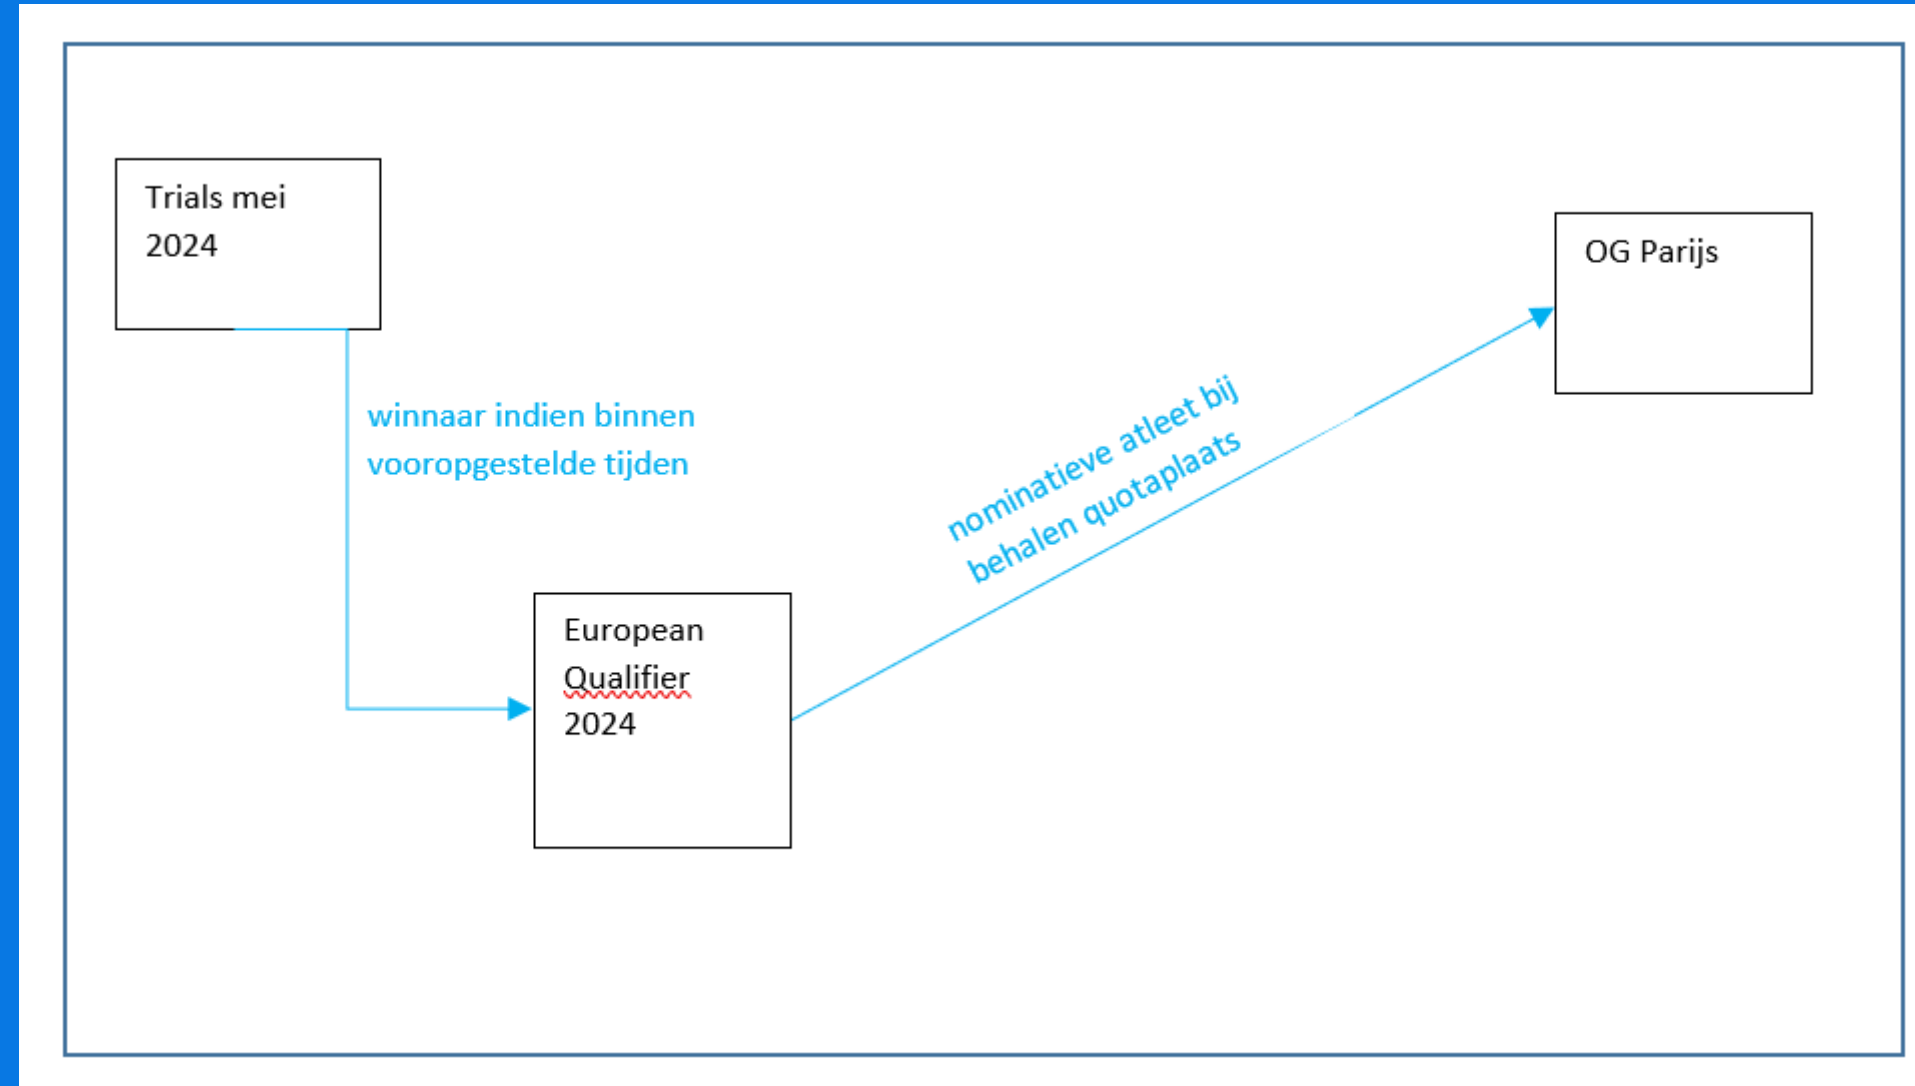 Trials mei
2024
OG Parijs
winnaar indien binnen
vooropgestelde tijden
nominatieve atleet bij
behalen quotaplaats
European
Qualifier
2024